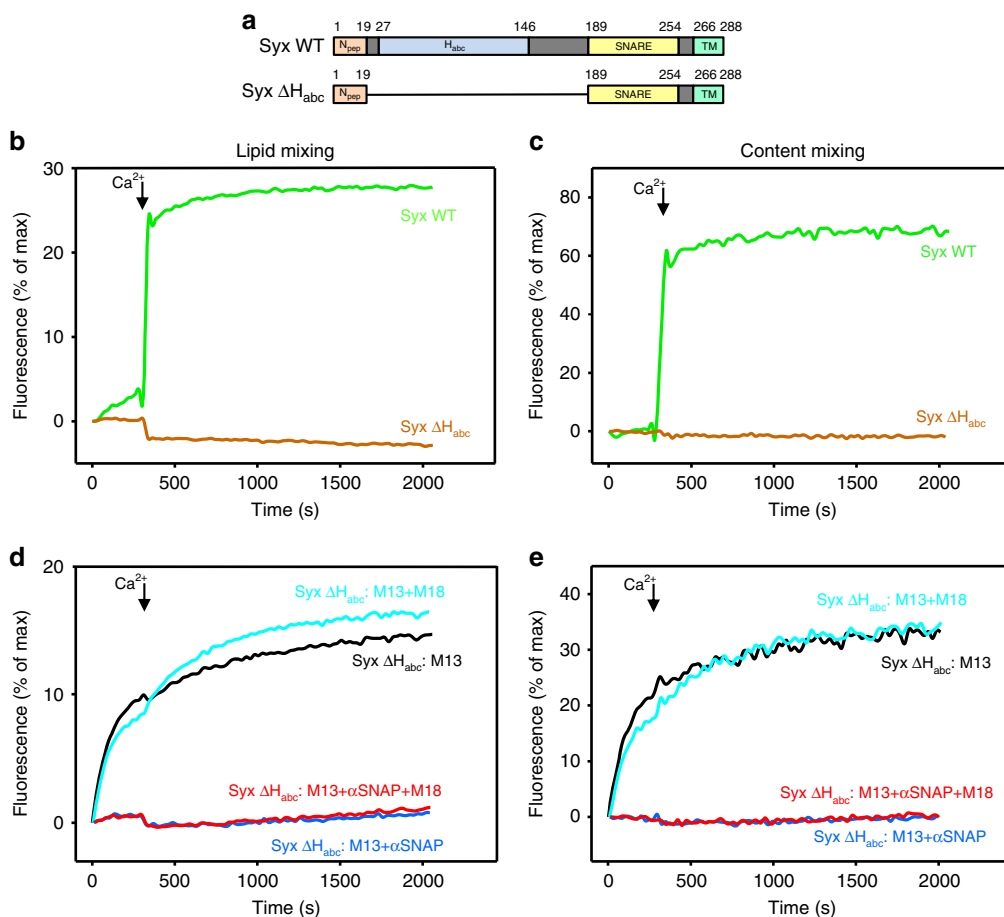 a
1 19 27 146 189 254 266 288
Syx WT
Npep Habc SNARE TM
1 19 189 254 266 288
Syx ΔHabc
Npep SNARE TM
b
Lipid mixing
30
20
10
0
Fluorescence (% of max)
Ca2+
Syx WT
Syx ΔHabc
0 500 1000 1500 2000
Time (s)
c
Content mixing
80
60
40
20
0
Fluorescence (% of max)
Ca2+
Syx WT
Syx ΔHabc
0 500 1000 1500 2000
Time (s)
d
20
10
0
Fluorescence (% of max)
Ca2+
Syx ΔHabc: M13+M18
Syx ΔHabc: M13
Syx ΔHabc: M13+αSNAP+M18
Syx ΔHabc: M13+αSNAP
0 500 1000 1500 2000
Time (s)
e
40
30
20
10
0
Fluorescence (% of max)
Ca2+
Syx ΔHabc: M13+M18
Syx ΔHabc: M13
Syx ΔHabc: M13+αSNAP+M18
Syx ΔHabc: M13+αSNAP
0 500 1000 1500 2000
Time (s)